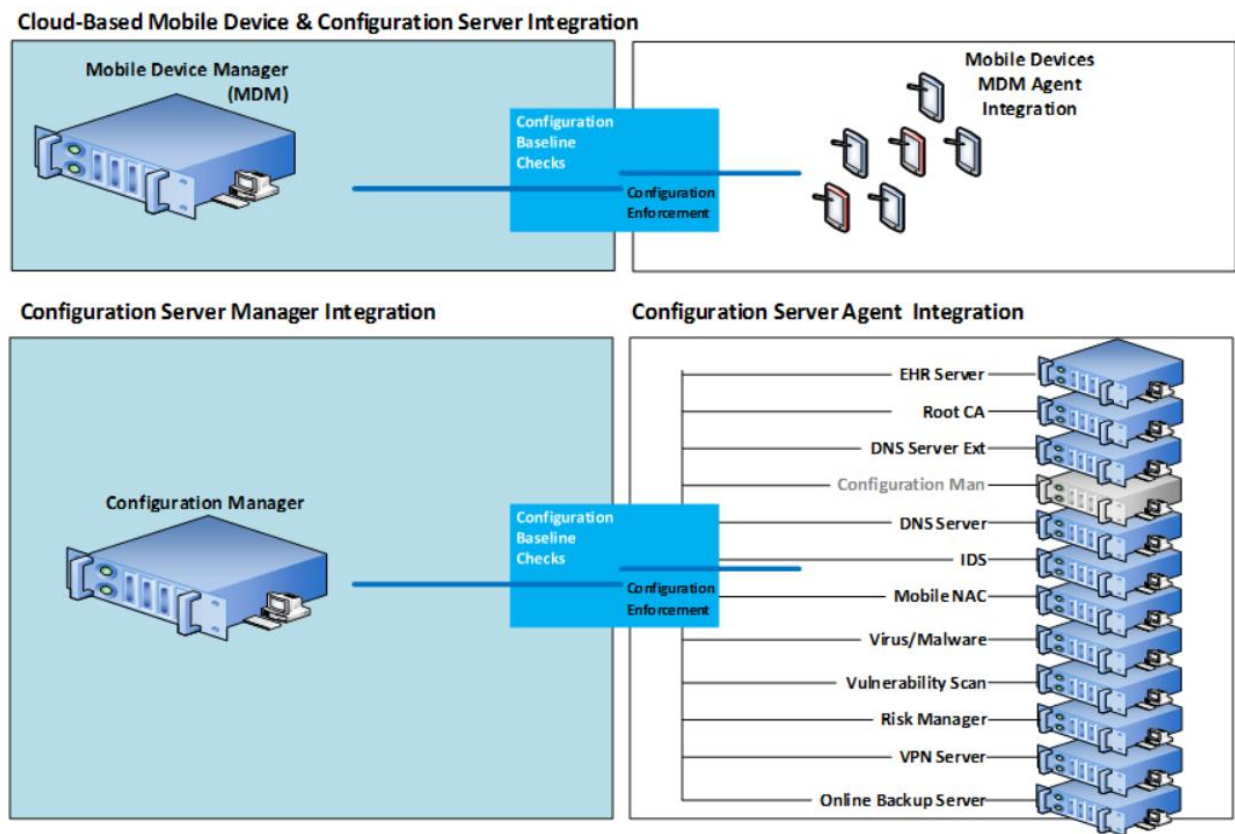 Cloud-Based Mobile Device & Configuration Server Integration
Mobile Device Manager
(MDM)
Configuration
Baseline
Checks
Configuration
Enforcement
Mobile Devices
MDM Agent
Integration
Configuration Server Manager Integration
Configuration Manager
Configuration
Baseline
Checks
Configuration
Enforcement
Configuration Server Agent Integration
EHR Server
Root CA
DNS Server Ext
Configuration Man
DNS Server
IDS
Mobile NAC
Virus/Malware
Vulnerability Scan
Risk Manager
VPN Server
Online Backup Server